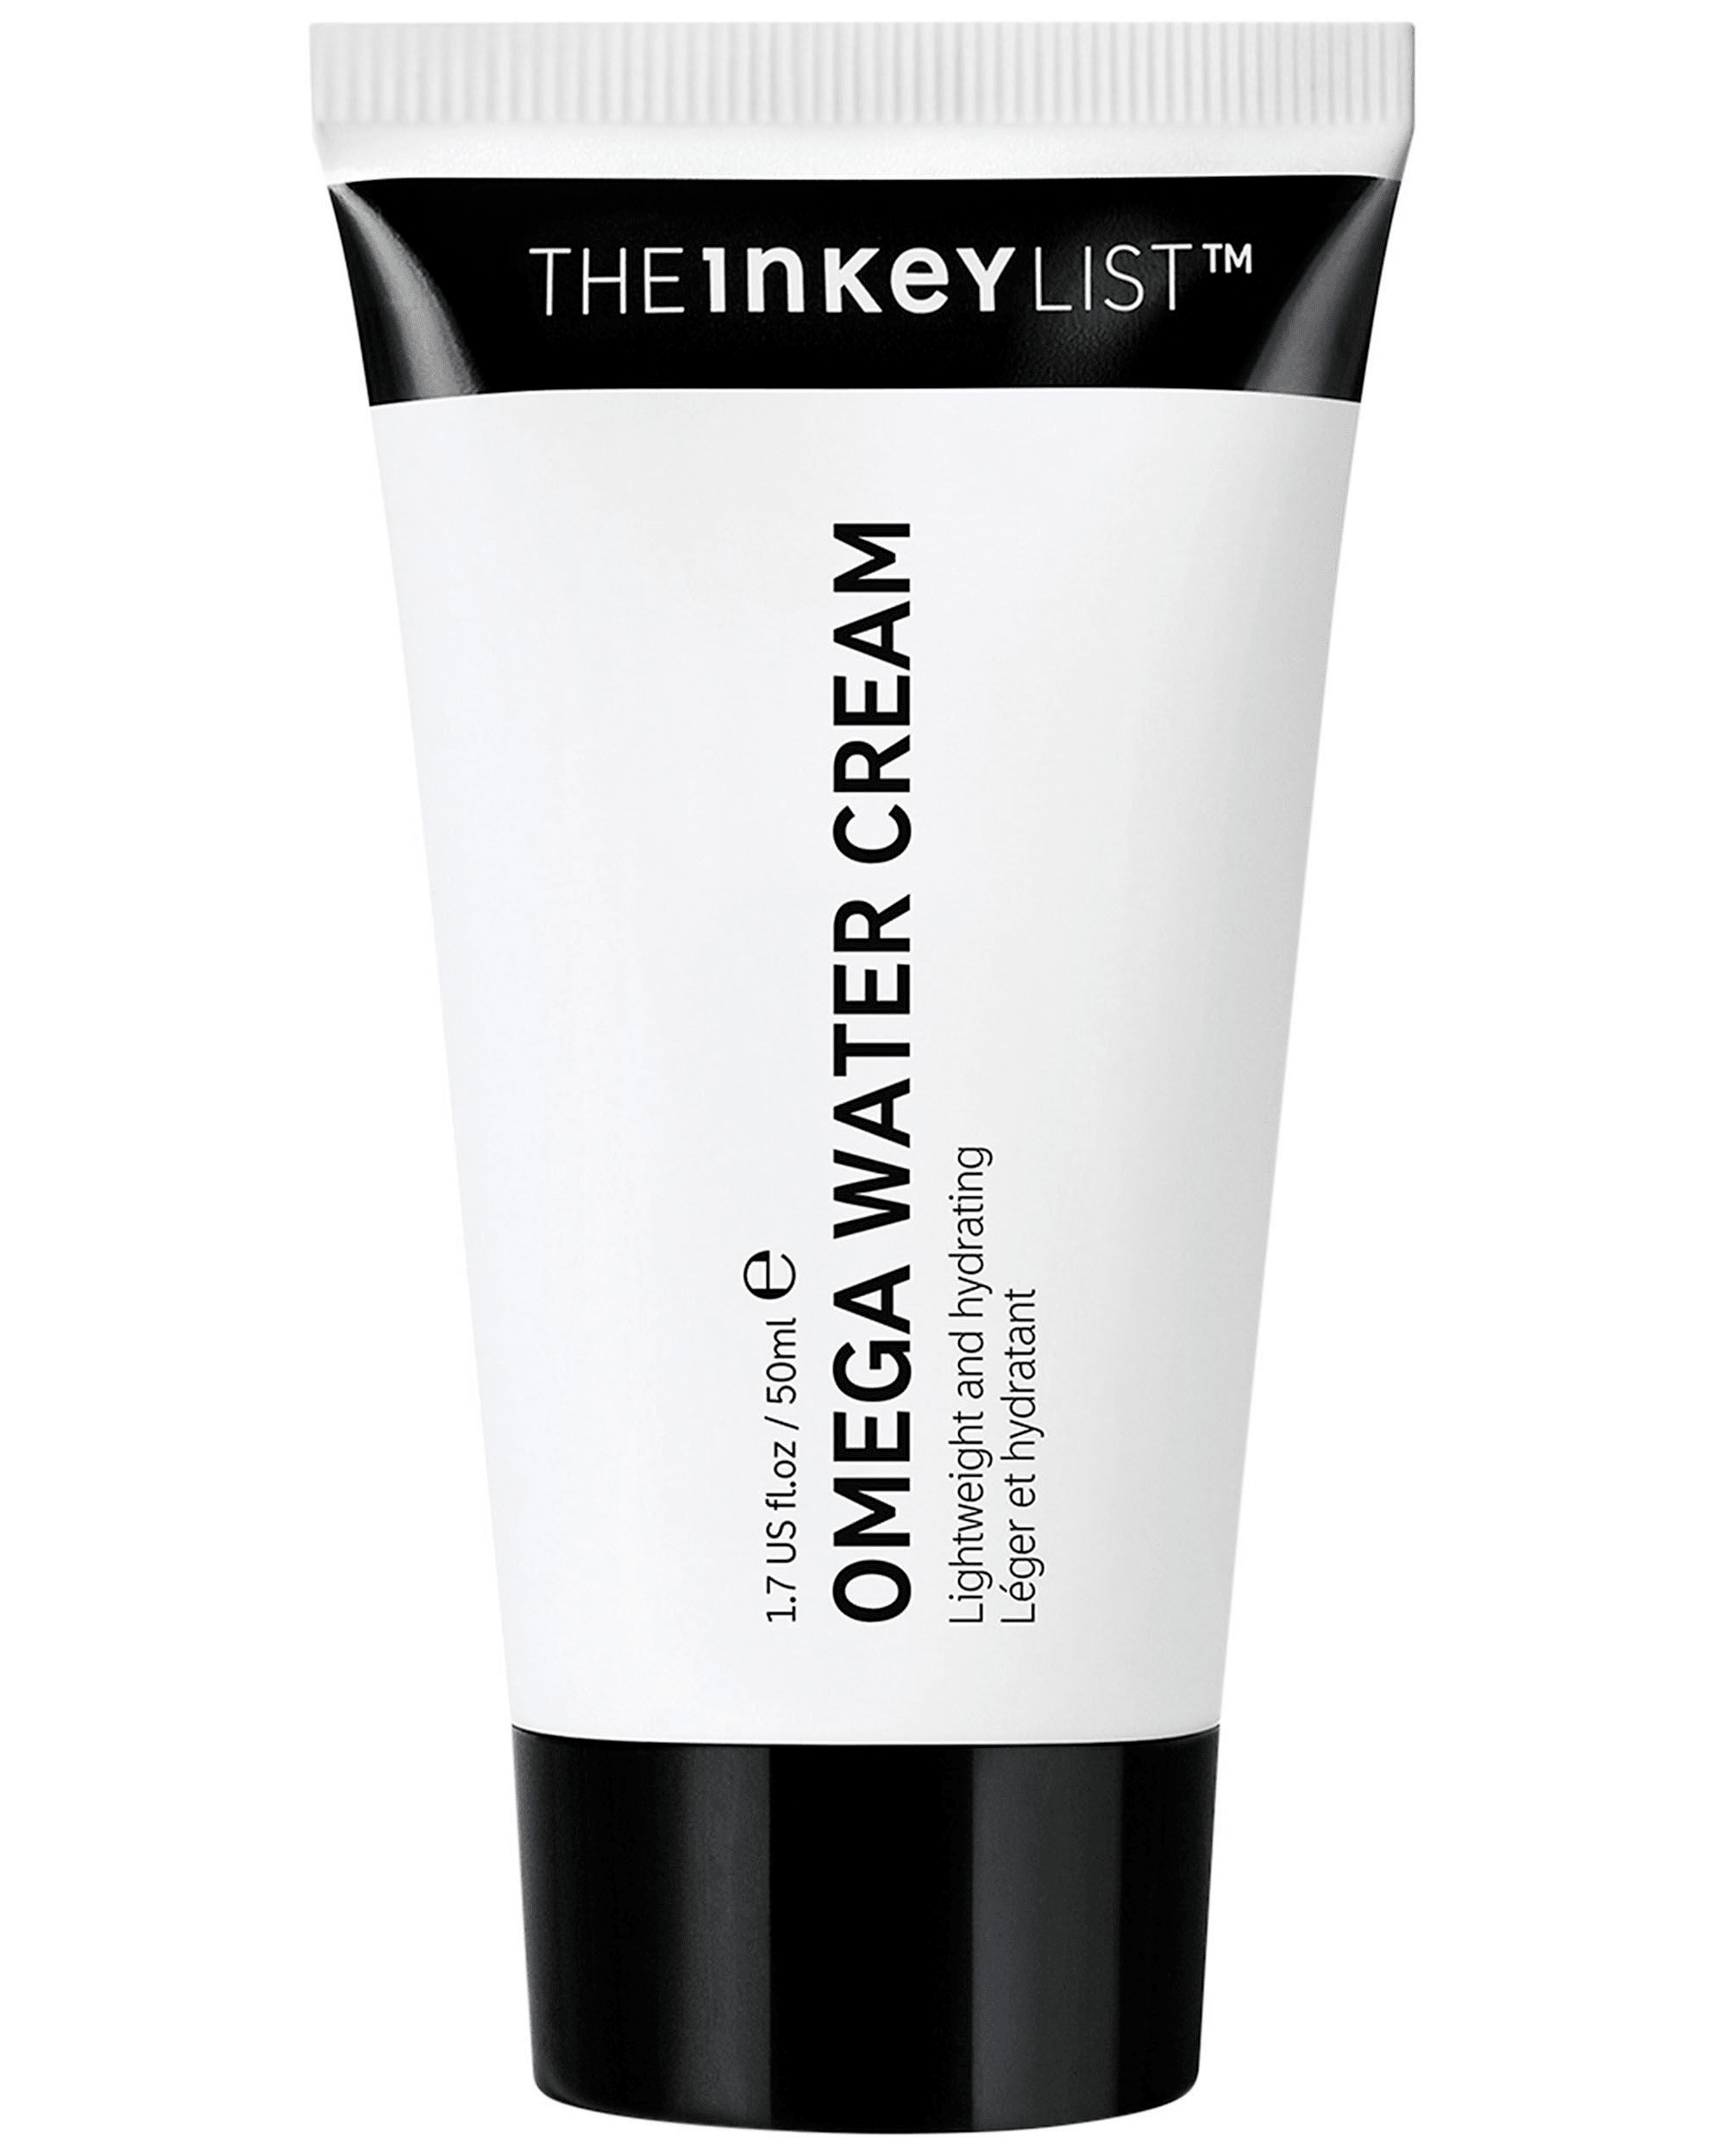 THE INKEY LIST™
1.7 US fl.oz / 50ml ℮
OMEGA WATER CREAM
Lightweight and hydrating
Léger et hydratant